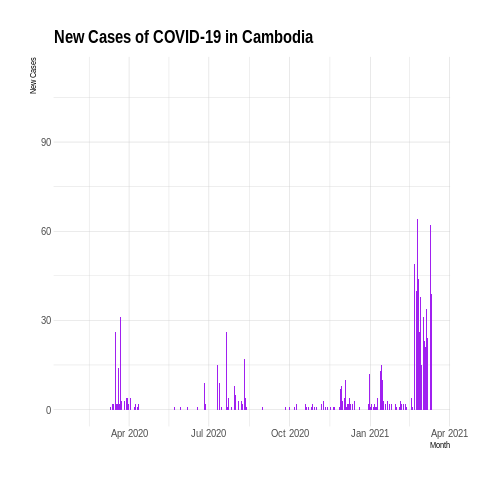 New Cases of COVID-19 in Cambodia
New Cases
90
60
30
0
Apr 2020 Jul 2020 Oct 2020 Jan 2021 Apr 2021
Month